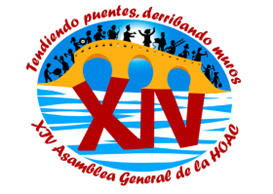 Tendiendo puentes, derribando muros
XIV
XIV Asamblea General de la HOAC